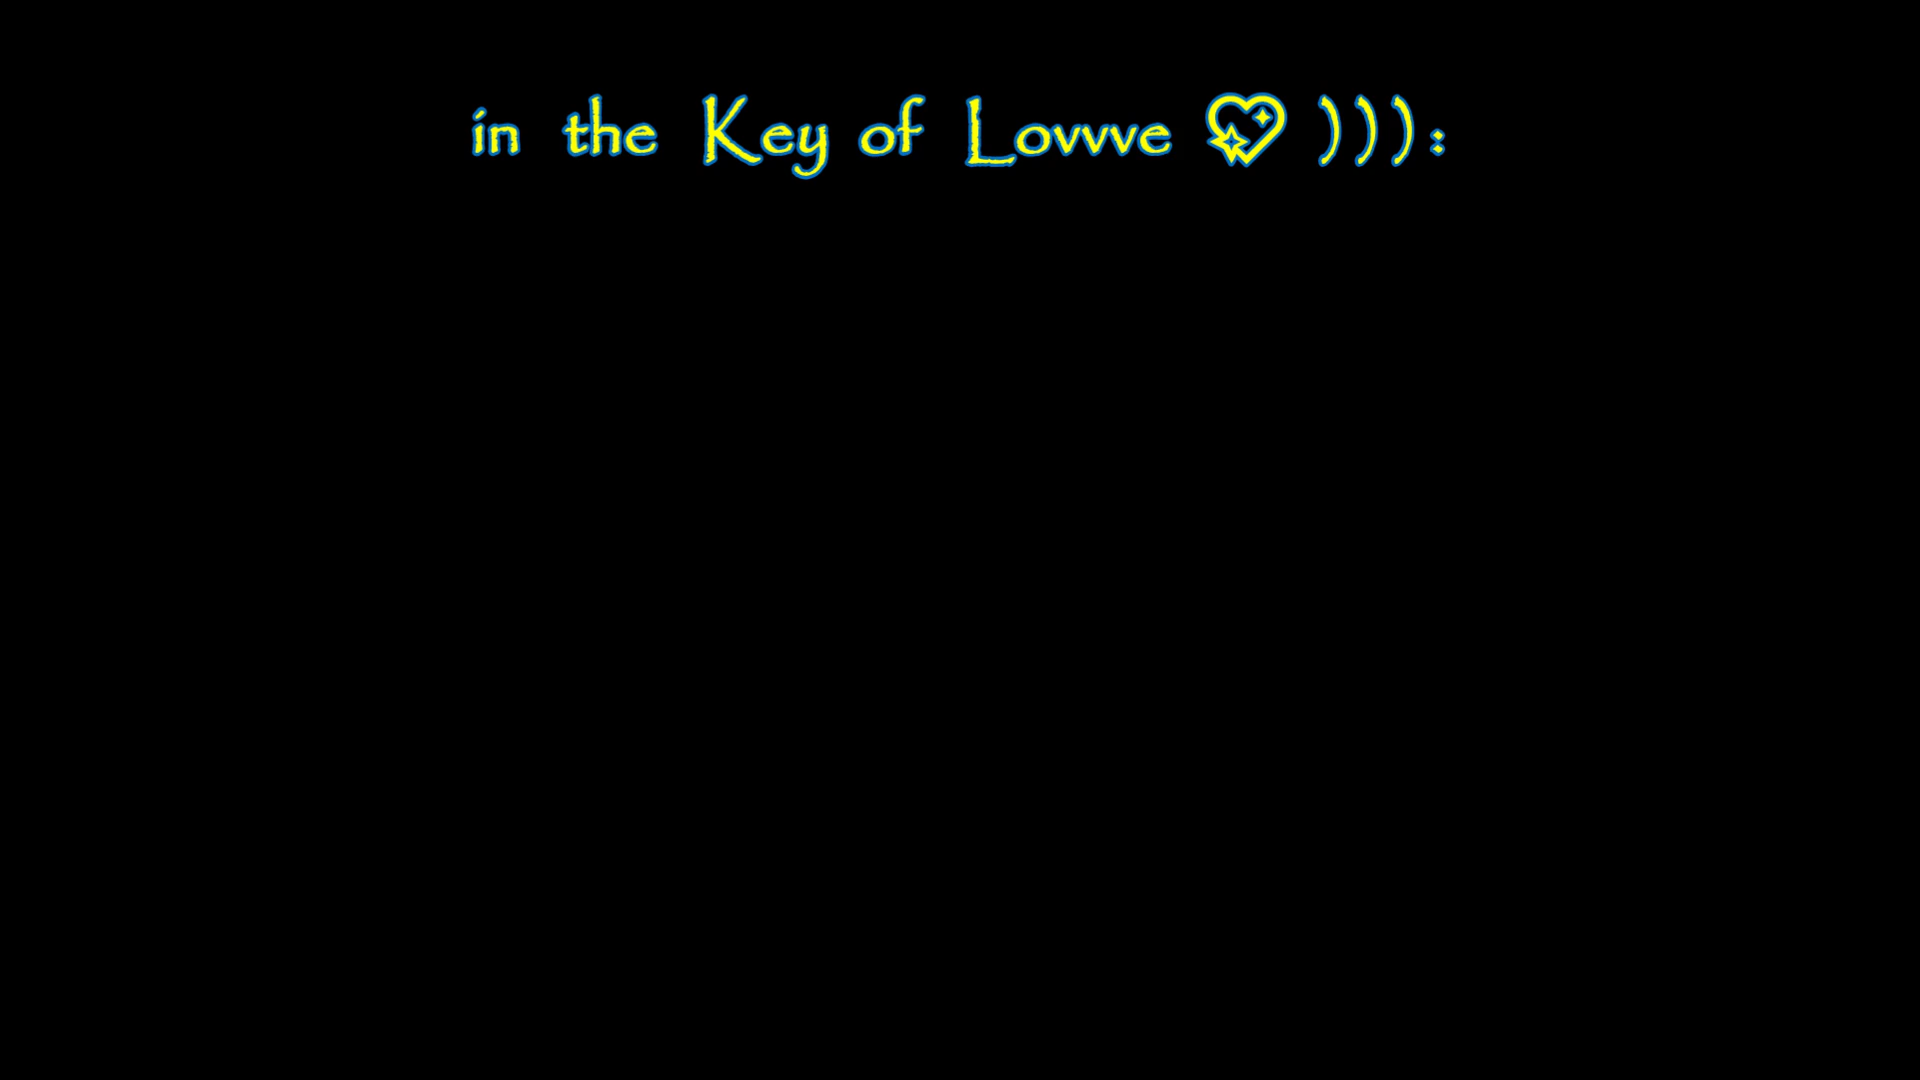 in the Key of Lovvve 💖 ))):